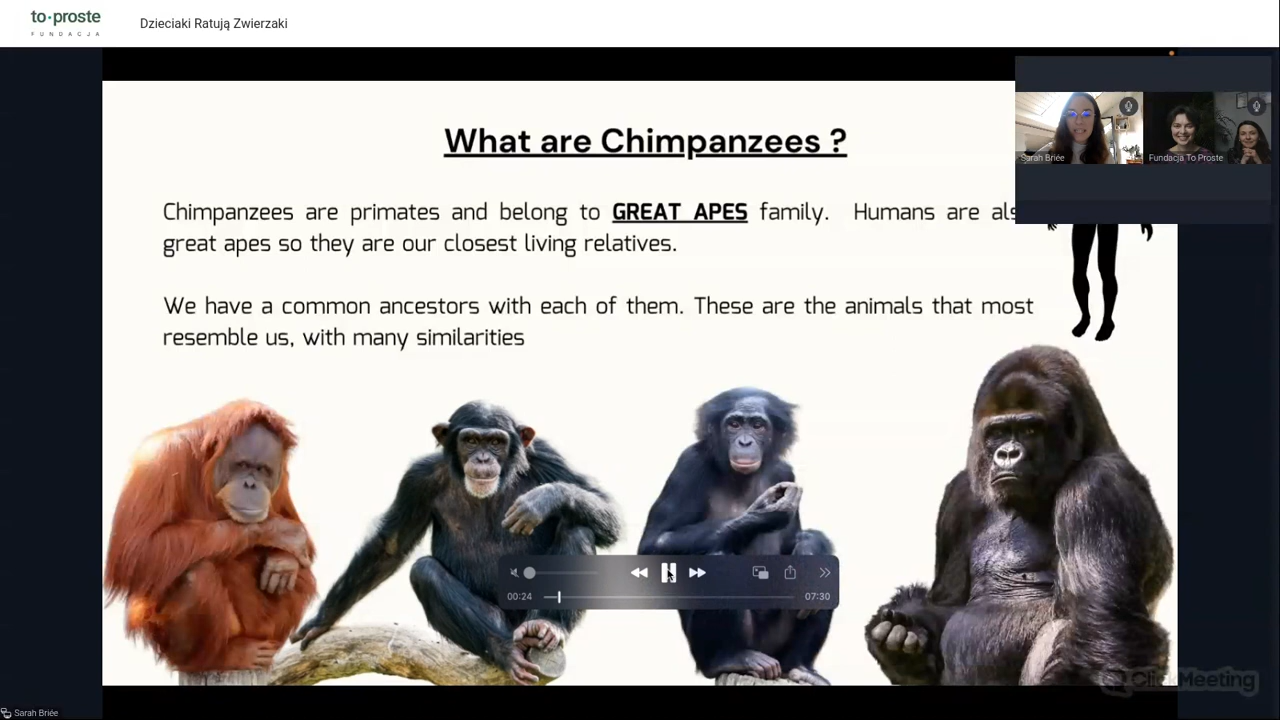 to·proste
FUNDACJA
Dzieciaki Ratują Zwierzaki
What are Chimpanzees ?
Sarah Briée
Fundacja To Proste
Chimpanzees are primates and belong to GREAT APES family. Humans are als
great apes so they are our closest living relatives.
We have a common ancestors with each of them. These are the animals that most
resemble us, with many similarities
00:24
07:30
ClickMeeting
Sarah Briée